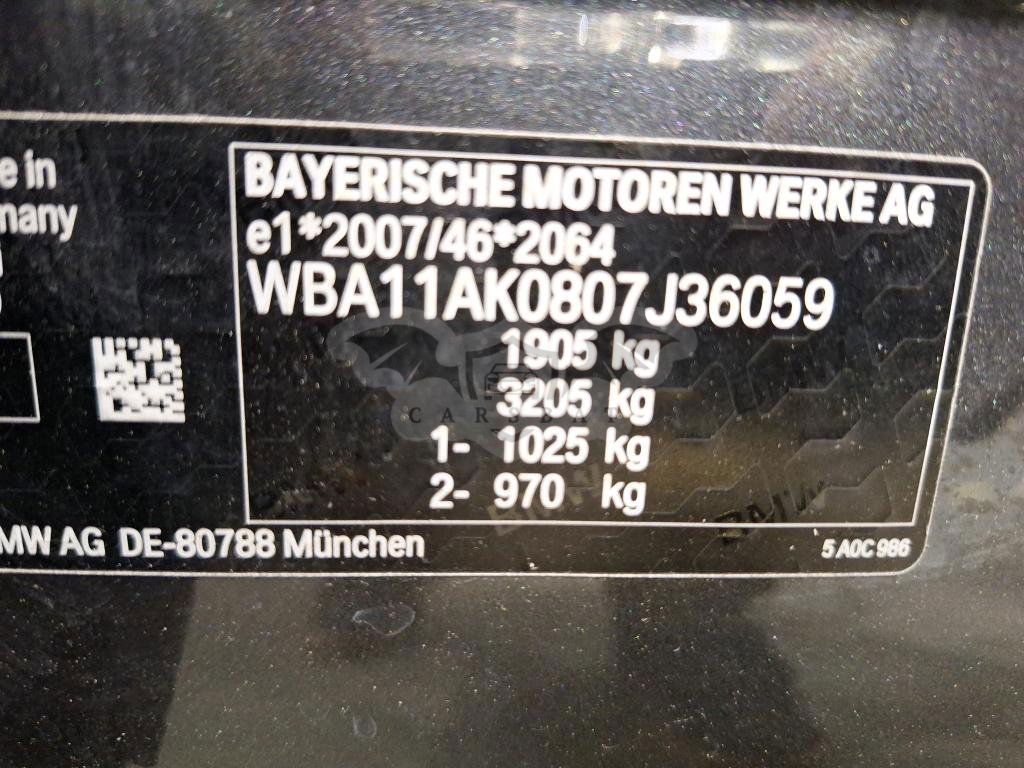 e in
many
BAYERISCHE MOTOREN WERKE AG
e1*2007/46*2064
WBA11AK0807J36059
1905 kg
3205 kg
1- 1025 kg
2- 970 kg
MW AG DE-80788 München
5 A0C 986